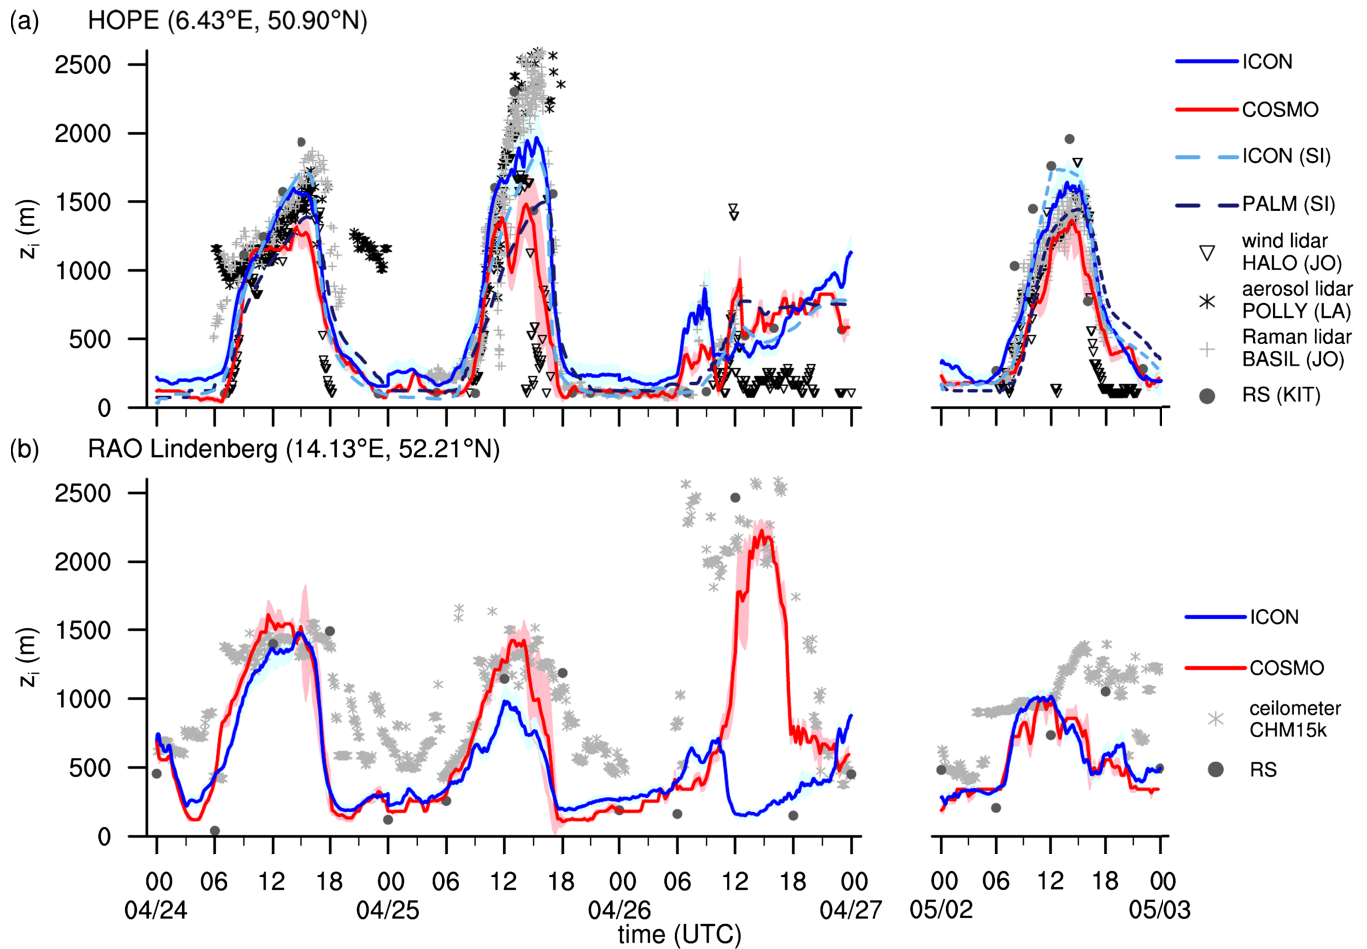 (a) HOPE (6.43°E, 50.90°N)
2500
2000
1500
1000
500
0
zi (m)
ICON
COSMO
ICON (SI)
PALM (SI)
wind lidar
HALO (JO)
aerosol lidar
POLLY (LA)
Raman lidar
BASIL (JO)
RS (KIT)
(b) RAO Lindenberg (14.13°E, 52.21°N)
2500
2000
1500
1000
500
0
zi (m)
ICON
COSMO
ceilometer
CHM15k
RS
00 06 12 18 00 06 12 18 00 06 12 18 00 00 06 12 18 00
04/24 04/25 04/26 04/27 05/02 05/03
time (UTC)